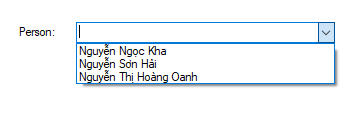 Person:
Nguyễn Ngọc Kha
Nguyễn Sơn Hải
Nguyễn Thị Hoàng Oanh